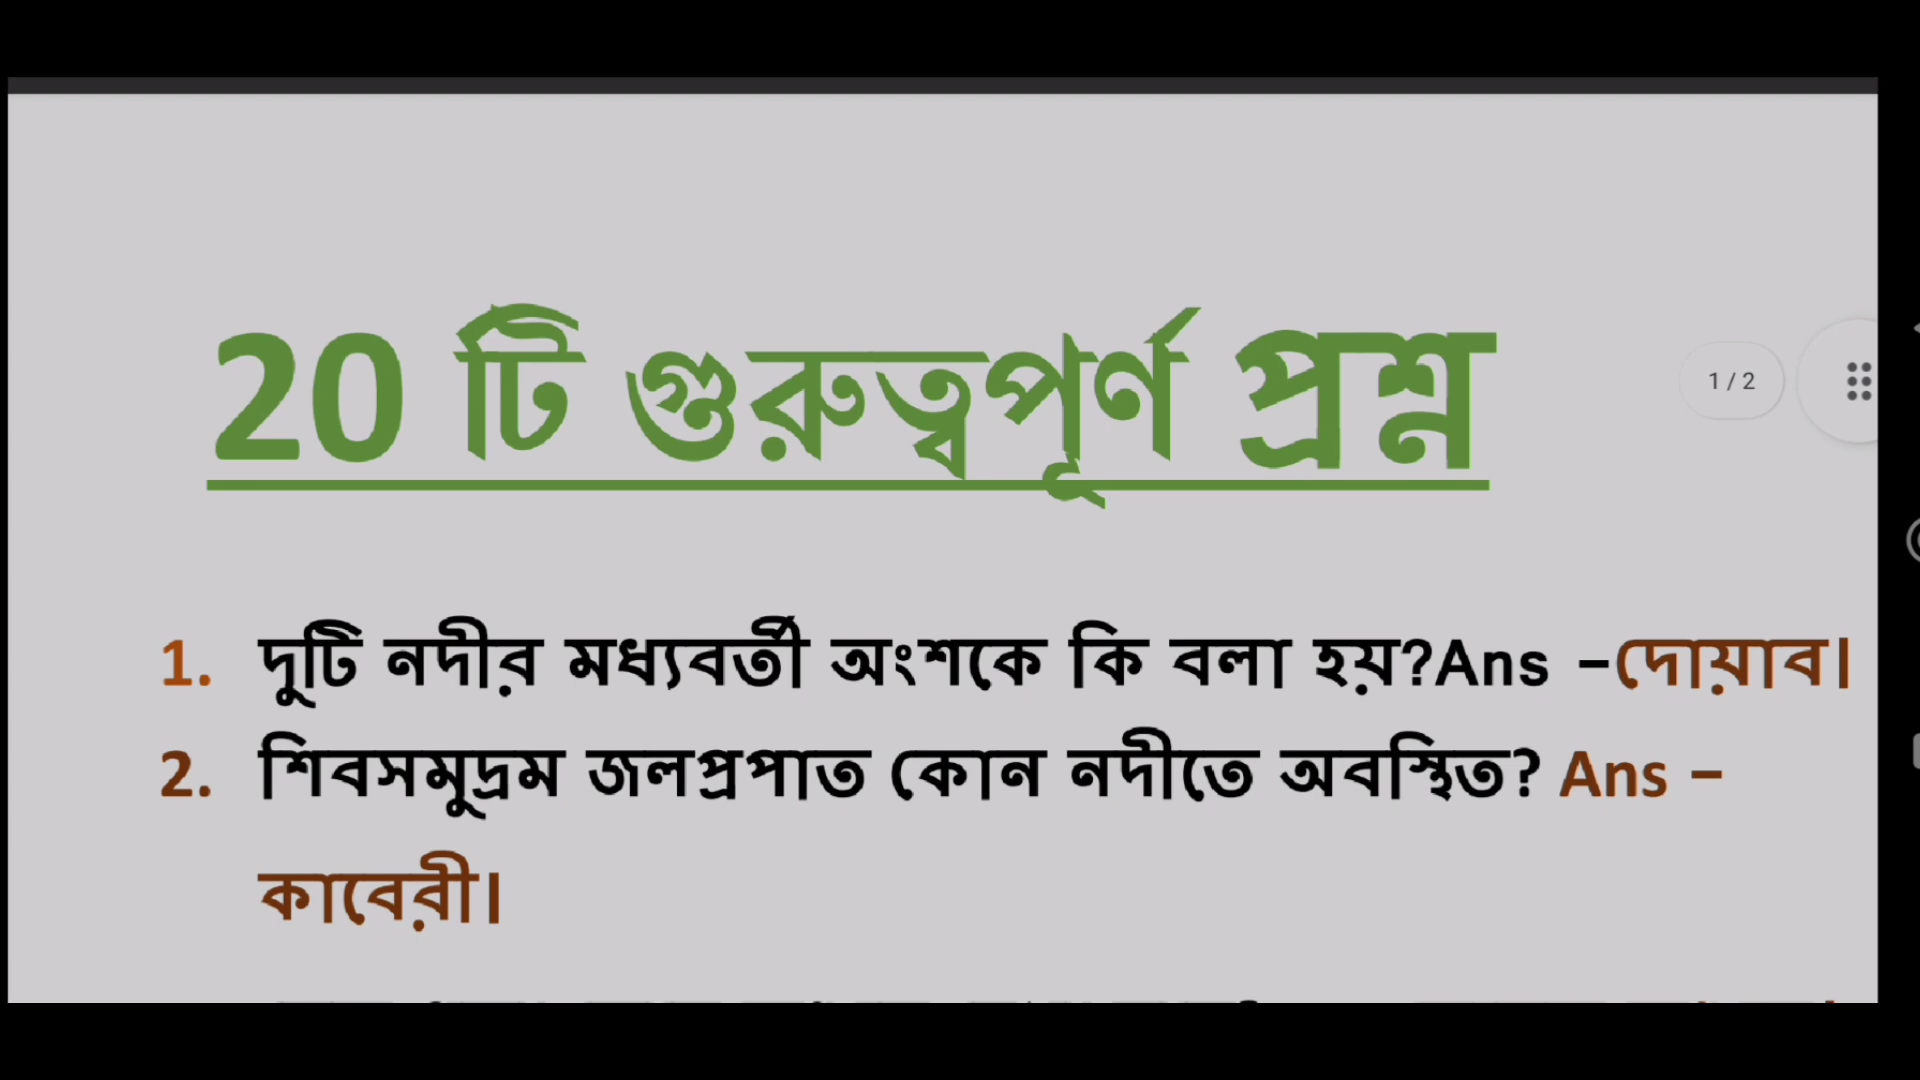 20 টি গুরুত্বপূর্ণ প্রশ্ন
1 / 2
1. দুটি নদীর মধ্যবর্তী অংশকে কি বলা হয়?Ans –দোয়াব।
2. শিবসমুদ্রম জলপ্রপাত কোন নদীতে অবস্থিত? Ans –
কাবেরী।